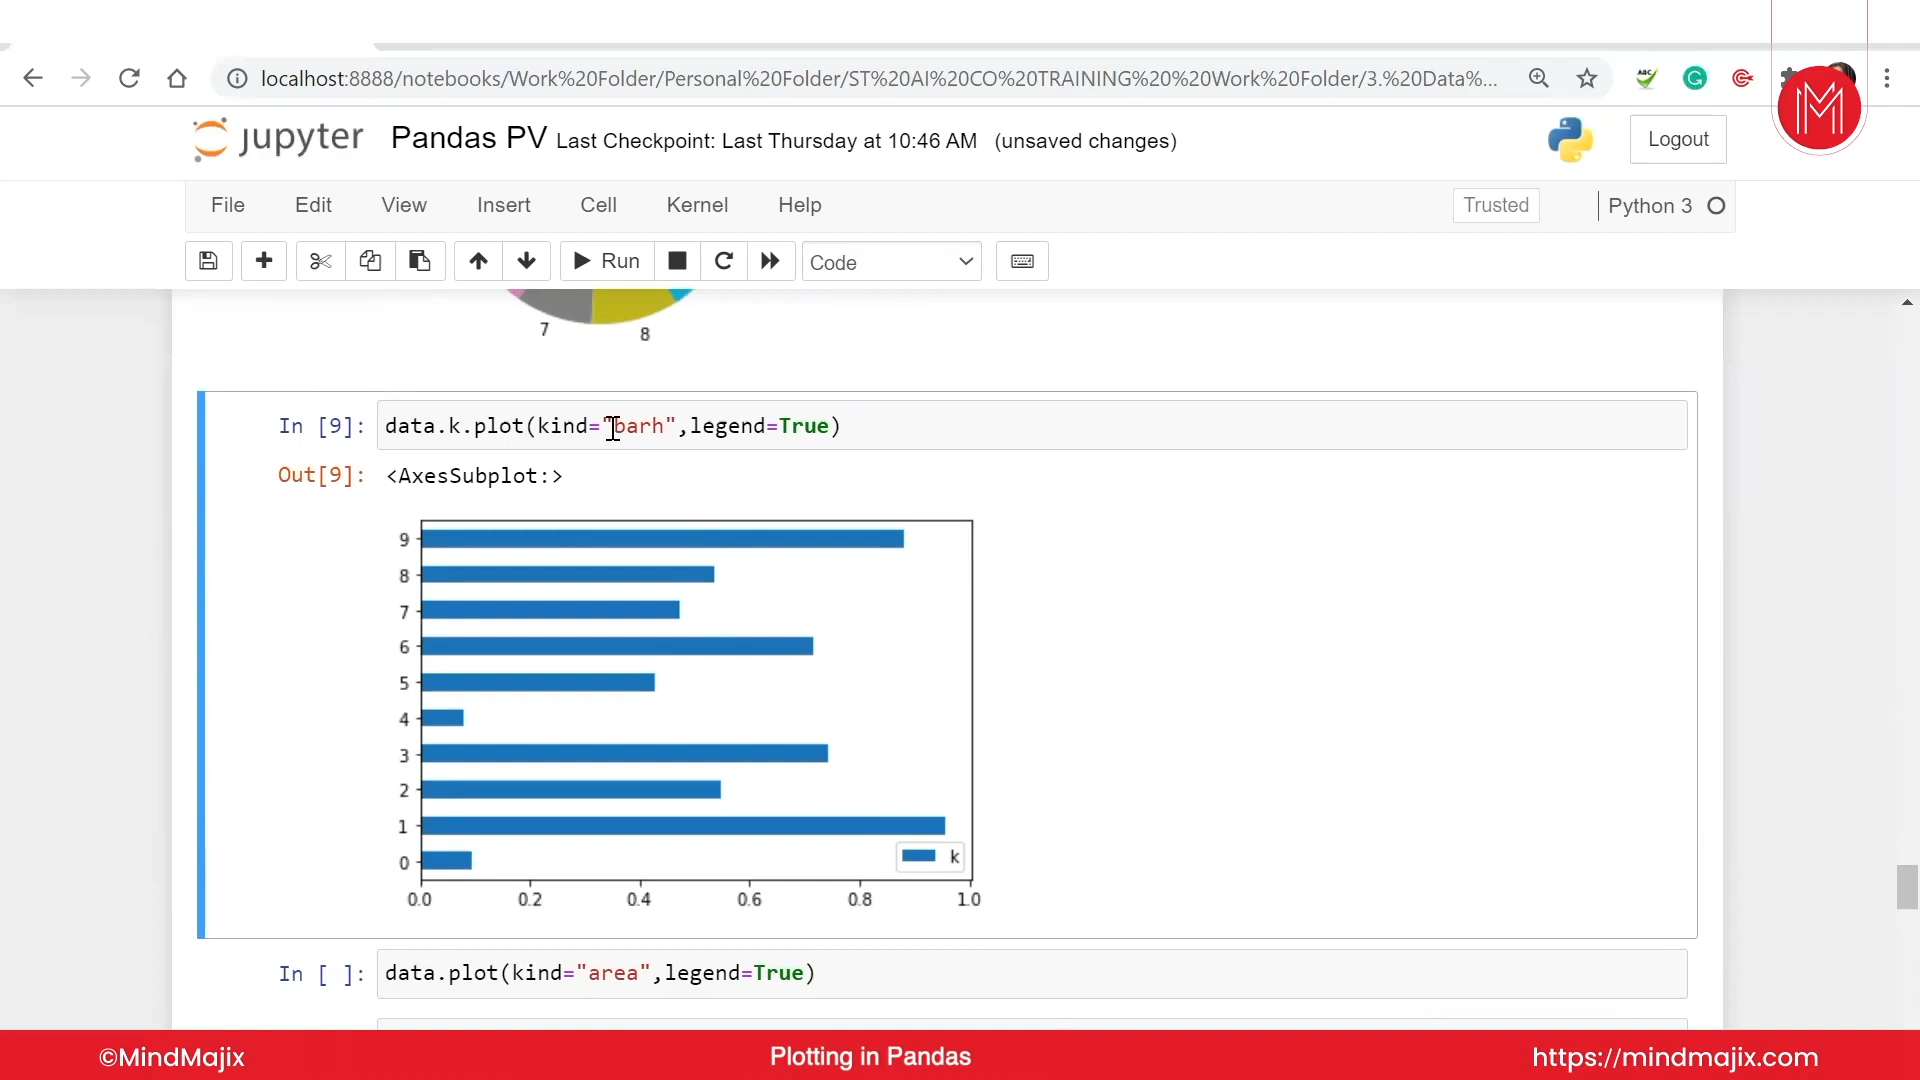 localhost:8888/notebooks/Work%20Folder/Personal%20Folder/ST%20AI%20CO%20TRAINING%20%20Work%20Folder/3.%20Data%...
ABC
jupyter Pandas PV Last Checkpoint: Last Thursday at 10:46 AM (unsaved changes)
Logout
File Edit View Insert Cell Kernel Help
Trusted
Python 3
Run
Code
7
8
In [9]: data.k.plot(kind="barh",legend=True)
Out[9]: <AxesSubplot:>
9
8
7
6
5
4
3
2
1
0
k
0.0 0.2 0.4 0.6 0.8 1.0
In [ ]: data.plot(kind="area",legend=True)
©MindMajix
Plotting in Pandas
https://mindmajix.com